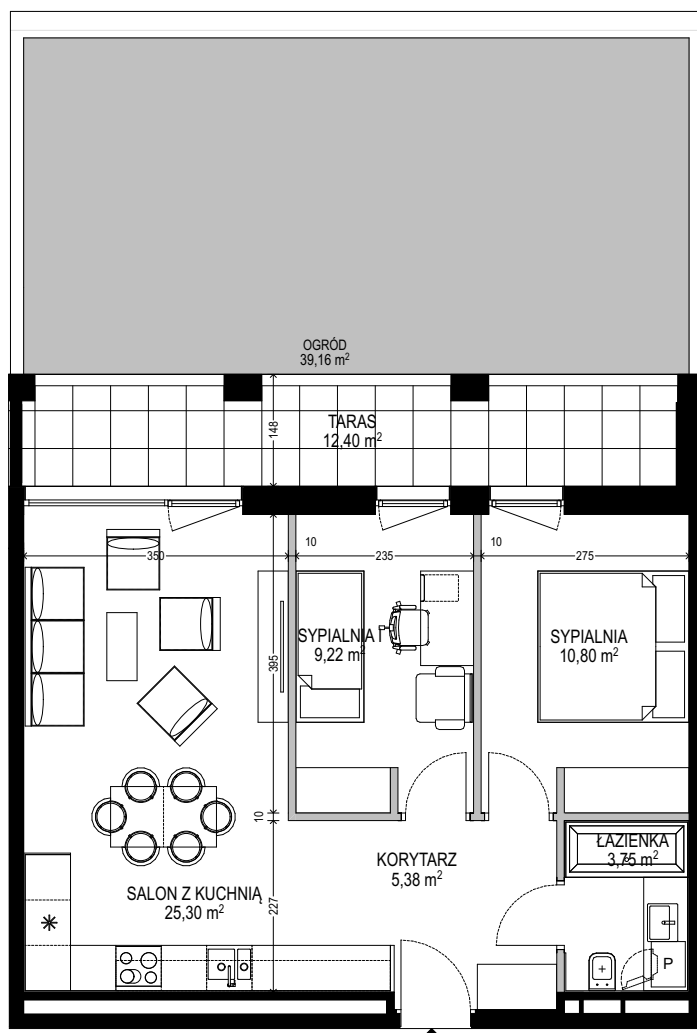 OGRÓD
39,16 m²
TARAS
12,40 m²
148
10
10
350
235
275
SYPIALNIA I
9,22 m²
SYPIALNIA
10,80 m²
395
10
KORYTARZ
5,38 m²
ŁAZIENKA
3,75 m²
SALON Z KUCHNIĄ
25,30 m²
227
P